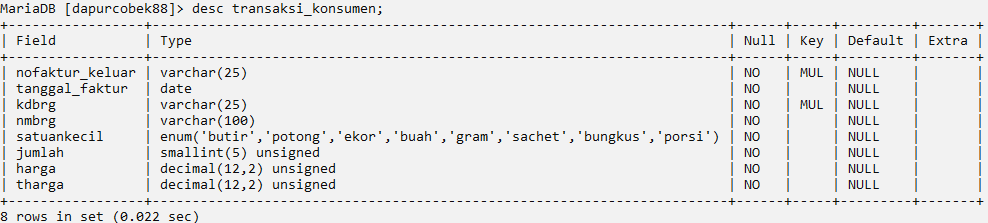 MariaDB [dapurcobek88]> desc transaksi_konsumen;
+----------------+-----------------------------------------------------------------------+------+-----+---------+-------+
| Field          | Type                                                                  | Null | Key | Default | Extra |
+----------------+-----------------------------------------------------------------------+------+-----+---------+-------+
| nofaktur_keluar | varchar(25)                                                           | NO   | MUL | NULL    |       |
| tanggal_faktur | date                                                                  | NO   |     | NULL    |       |
| kdbrg          | varchar(25)                                                           | NO   | MUL | NULL    |       |
| nmbrg          | varchar(100)                                                          | NO   |     | NULL    |       |
| satuankecil    | enum('butir','potong','ekor','buah','gram','sachet','bungkus','porsi') | NO   |     | NULL    |       |
| jumlah         | smallint(5) unsigned                                                  | NO   |     | NULL    |       |
| harga          | decimal(12,2) unsigned                                                | NO   |     | NULL    |       |
| tharga         | decimal(12,2) unsigned                                                | NO   |     | NULL    |       |
+----------------+-----------------------------------------------------------------------+------+-----+---------+-------+
8 rows in set (0.022 sec)